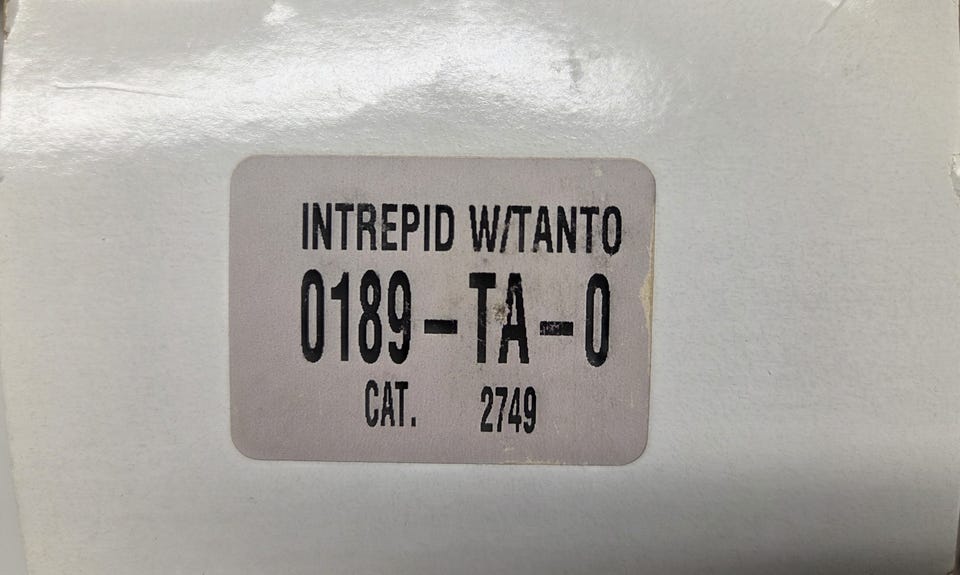 INTREPID W/TANTO
0189-TA-0
CAT. 2749